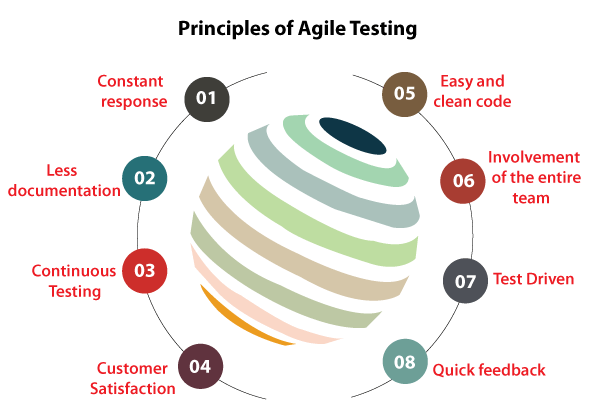 Principles of Agile Testing
01
Constant
response
02
Less
documentation
03
Continuous
Testing
04
Customer
Satisfaction
05
Easy and
clean code
06
Involvement
of the entire
team
07
Test Driven
08
Quick feedback